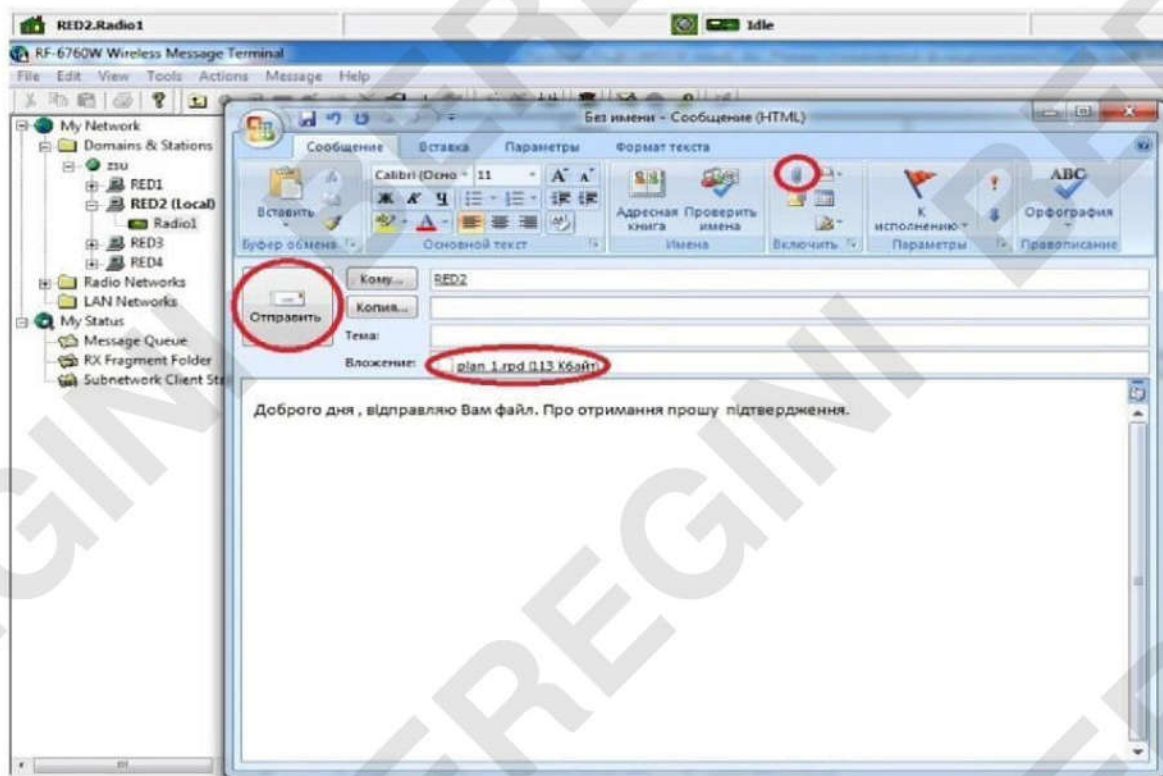 RED2.Radio1
Idle
RF-6760W Wireless Message Terminal
File Edit View Tools Actions Message Help
My Network
Domains & Stations
zsu
RED1
RED2 (Local)
Radio1
RED3
RED4
Radio Networks
LAN Networks
My Status
Message Queue
RX Fragment Folder
Subnetwork Client Sta
Без имени - Сообщение (HTML)
Сообщение Вставка Параметры Формат текста
Вставить
Буфер обмена
Calibri (Осно 11
Ж К Ч
Основной текст
Адресная книга
Проверить имена
Имена
Включить
К исполнению
Параметры
ABC
Орфография
Правописание
Отправить
Кому... RED2
Копия...
Тема:
Вложение: plan_1.rpd (113 Кбайт)
Доброго дня , відправляю Вам файл. Про отримання прошу підтвердження.
BEREGINI